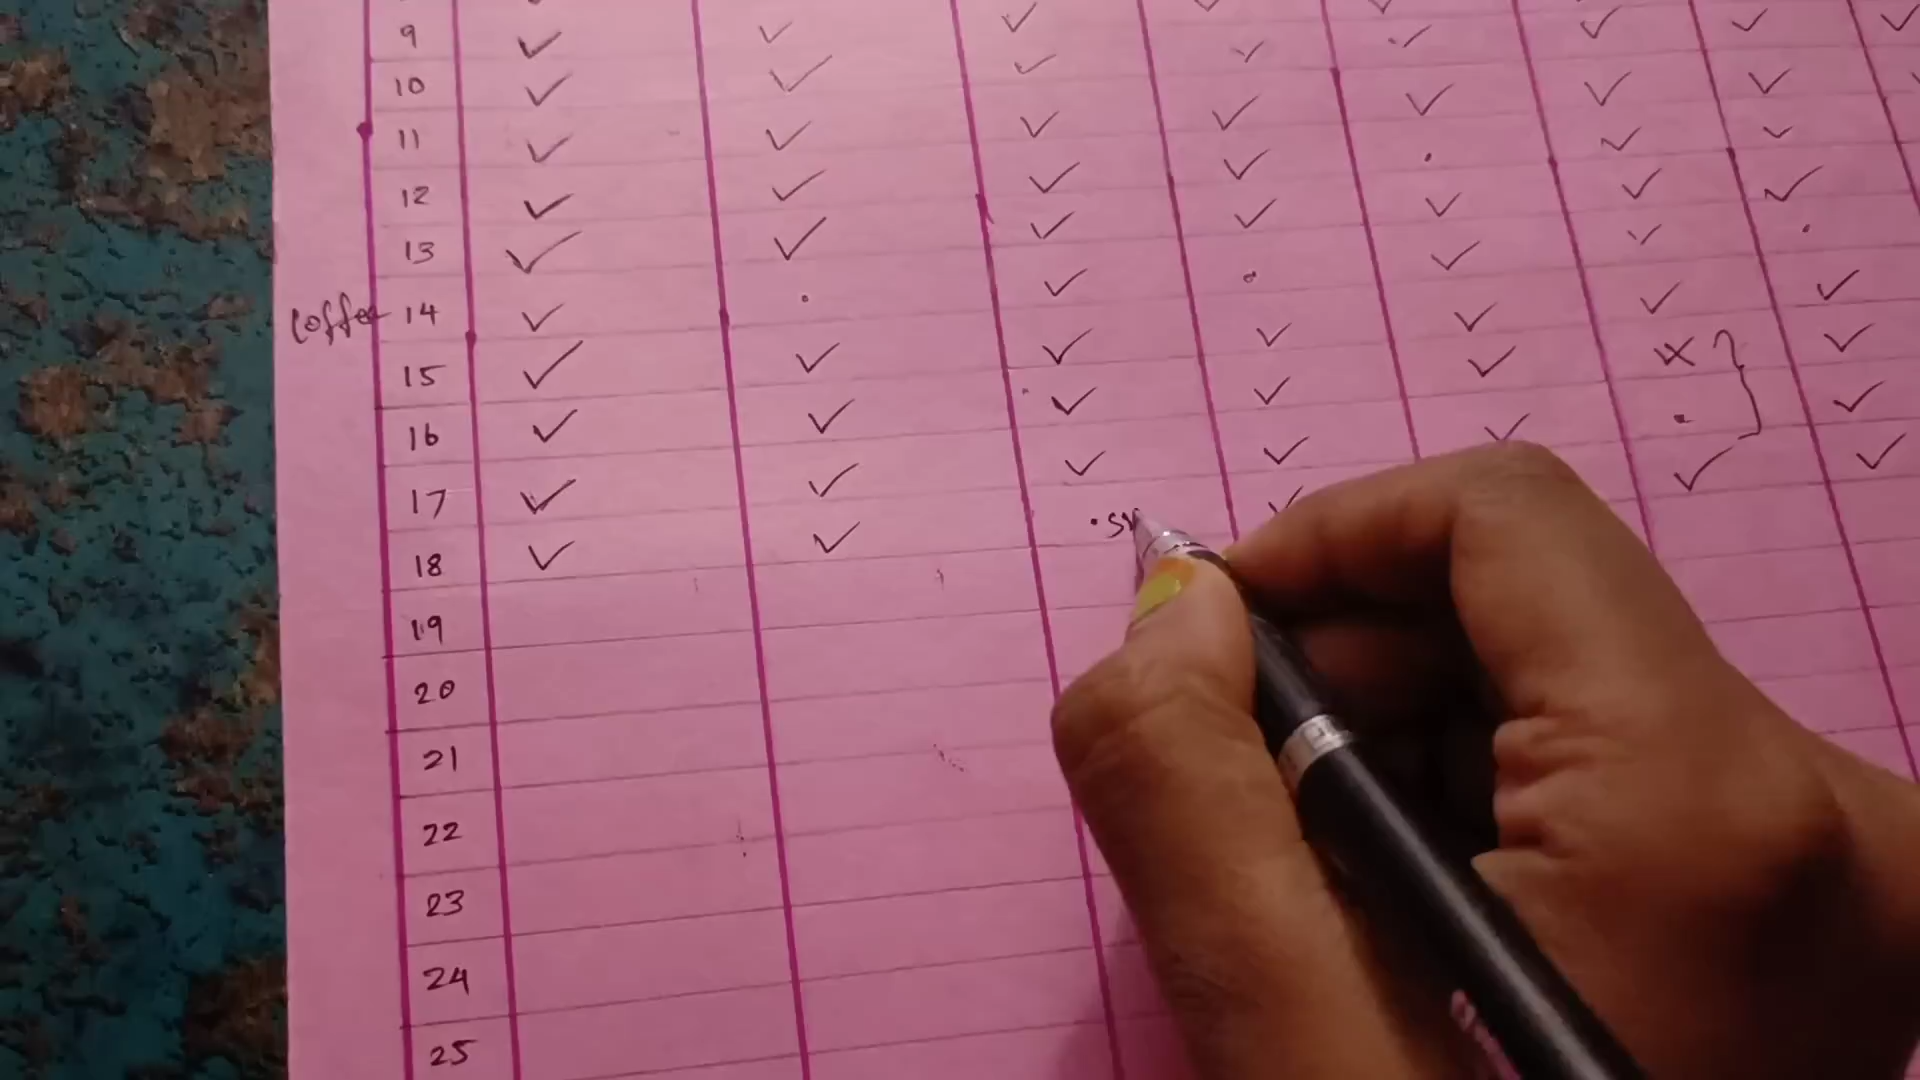 9 ✓ ✓ ✓ ✓ ✓ ✓ ✓ ✓
10 ✓ ✓ ✓ ✓ ✓ ✓ ✓
11 ✓ ✓ ✓ ✓ . ✓ ✓
12 ✓ ✓ ✓ ✓ ✓ ✓ ✓
13 ✓ ✓ ✓ ✓ ✓ ✓ .
coffee 14 ✓ . ✓ . ✓ ✓ ✓
15 ✓ ✓ ✓ ✓ ✓ x } ✓
16 ✓ ✓ ✓ ✓ ✓ . ✓
17 ✓ ✓ ✓ ✓ ✓ ✓ ✓
18 ✓ ✓ . ✓
19
20
21
22
23
24
25